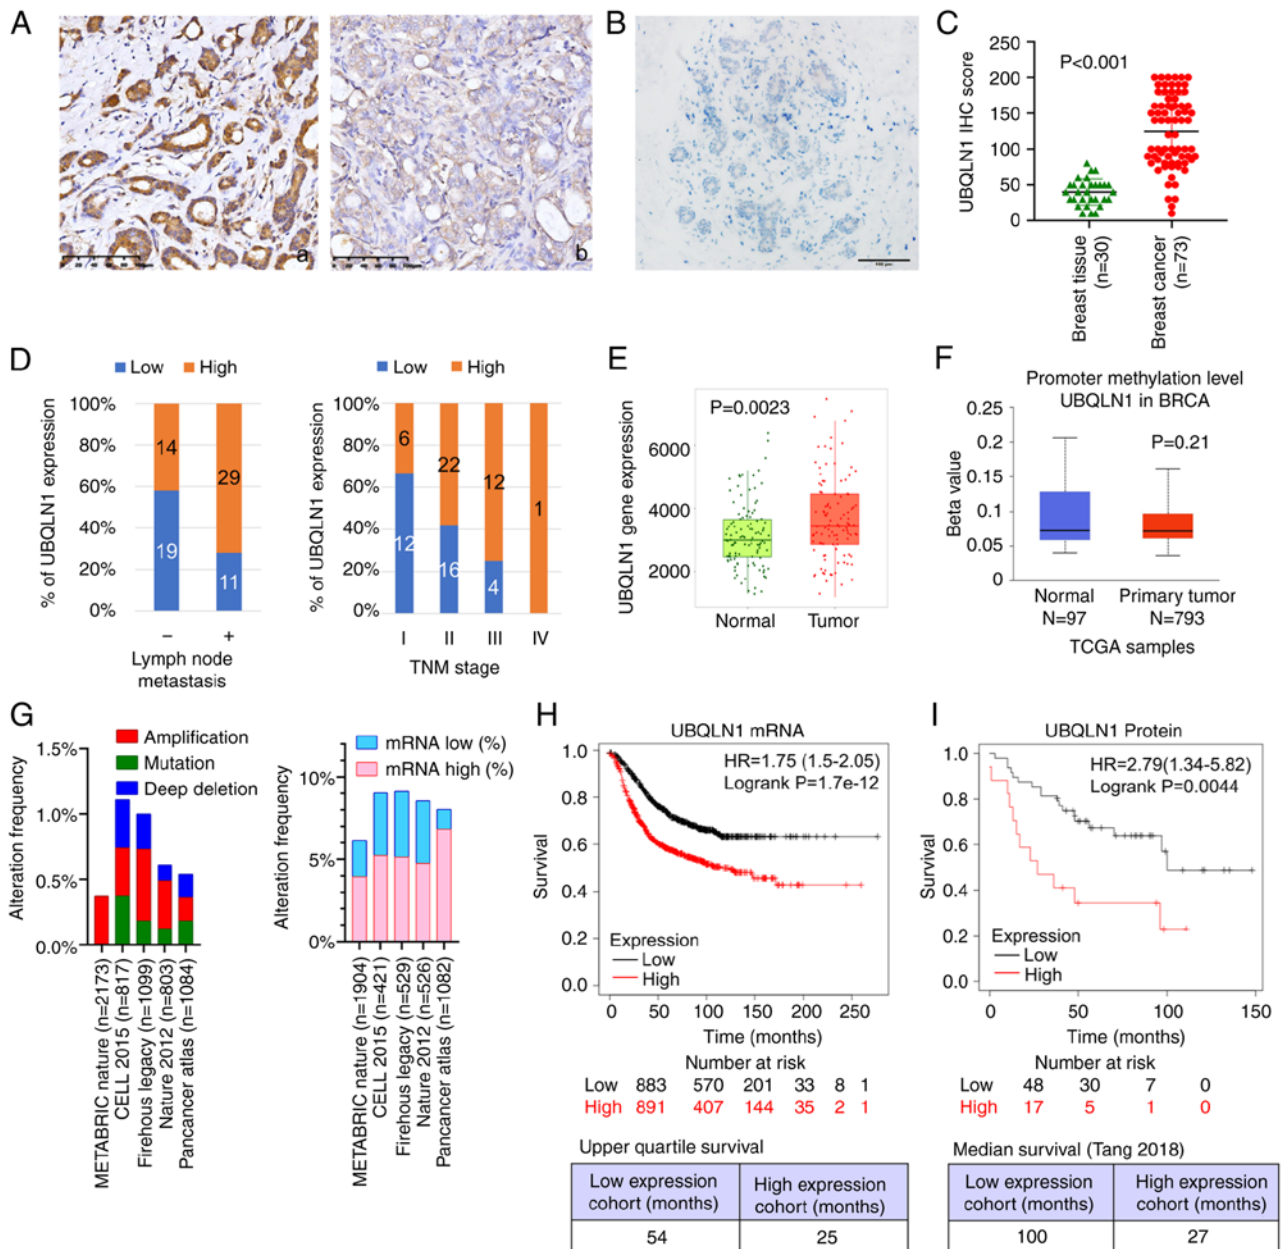 A
a
b
B
C
UBQLN1 IHC score
250
200
150
100
50
0
P<0.001
Breast tissue
(n=30)
Breast cancer
(n=73)
D
Low High
% of UBQLN1 expression
100%
80%
60%
40%
20%
0%
14
19
29
11
− +
Lymph node
metastasis
Low High
% of UBQLN1 expression
100%
80%
60%
40%
20%
0%
6
12
22
16
12
4
1
I II III IV
TNM stage
E
UBQLN1 gene expression
P=0.0023
6000
4000
2000
Normal Tumor
F
Promoter methylation level
UBQLN1 in BRCA
Beta value
0.25
0.2
0.15
0.1
0.05
0
P=0.21
Normal
N=97
Primary tumor
N=793
TCGA samples
G
Amplification
Mutation
Deep deletion
Alteration frequency
1.5%
1.0%
0.5%
0.0%
METABRIC nature (n=2173)
CELL 2015 (n=817)
Firehous legacy (n=1099)
Nature 2012 (n=803)
Pancancer atlas (n=1084)
mRNA low (%)
mRNA high (%)
Alteration frequency
10%
5%
0%
METABRIC nature (n=1904)
CELL 2015 (n=421)
Firehous legacy (n=529)
Nature 2012 (n=526)
Pancancer atlas (n=1082)
H
UBQLN1 mRNA
HR=1.75 (1.5-2.05)
Logrank P=1.7e-12
Survival
1.0
0.8
0.6
0.4
0.2
0.0
Expression
Low
High
0 50 100 150 200 250
Time (months)
Number at risk
Low 883 570 201 33 8 1
High 891 407 144 35 2 1
Upper quartile survival
Low expression
cohort (months)
High expression
cohort (months)
54 25
I
UBQLN1 Protein
HR=2.79(1.34-5.82)
Logrank P=0.0044
Survival
1.0
0.8
0.6
0.4
0.2
0.0
Expression
Low
High
0 50 100 150
Time (months)
Number at risk
Low 48 30 7 0
High 17 5 1 0
Median survival (Tang 2018)
Low expression
cohort (months)
High expression
cohort (months)
100 27